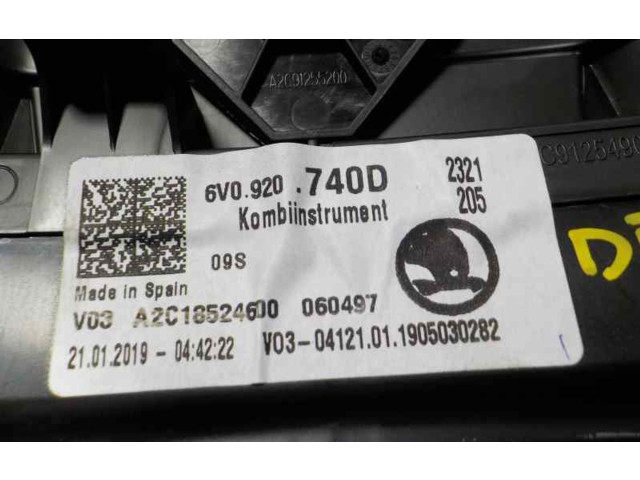 A2C91255200
C9125490
6V0.920 .740D 2321
Kombiinstrument 205
09S
Made in Spain
V03 A2C18524600 060497
21.01.2019 - 04:42:22 V03-04121.01.1905030282